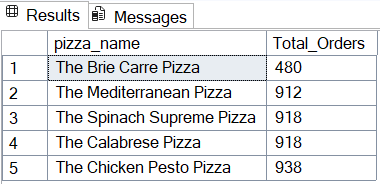 Results Messages
pizza_name Total_Orders
1 The Brie Carre Pizza 480
2 The Mediterranean Pizza 912
3 The Spinach Supreme Pizza 918
4 The Calabrese Pizza 918
5 The Chicken Pesto Pizza 938